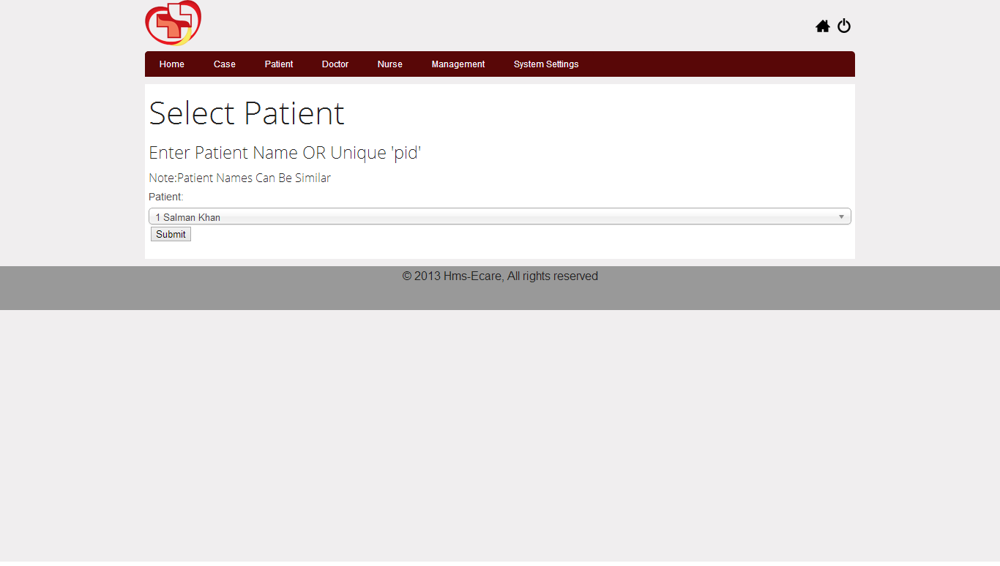 Home Case Patient Doctor Nurse Management System Settings
Select Patient
Enter Patient Name OR Unique 'pid'
Note:Patient Names Can Be Similar
Patient:
1 Salman Khan
Submit
© 2013 Hms-Ecare, All rights reserved